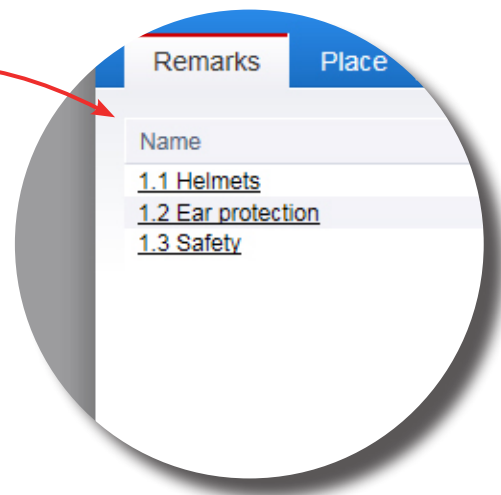 Remarks Place
Name
1.1 Helmets
1.2 Ear protection
1.3 Safety